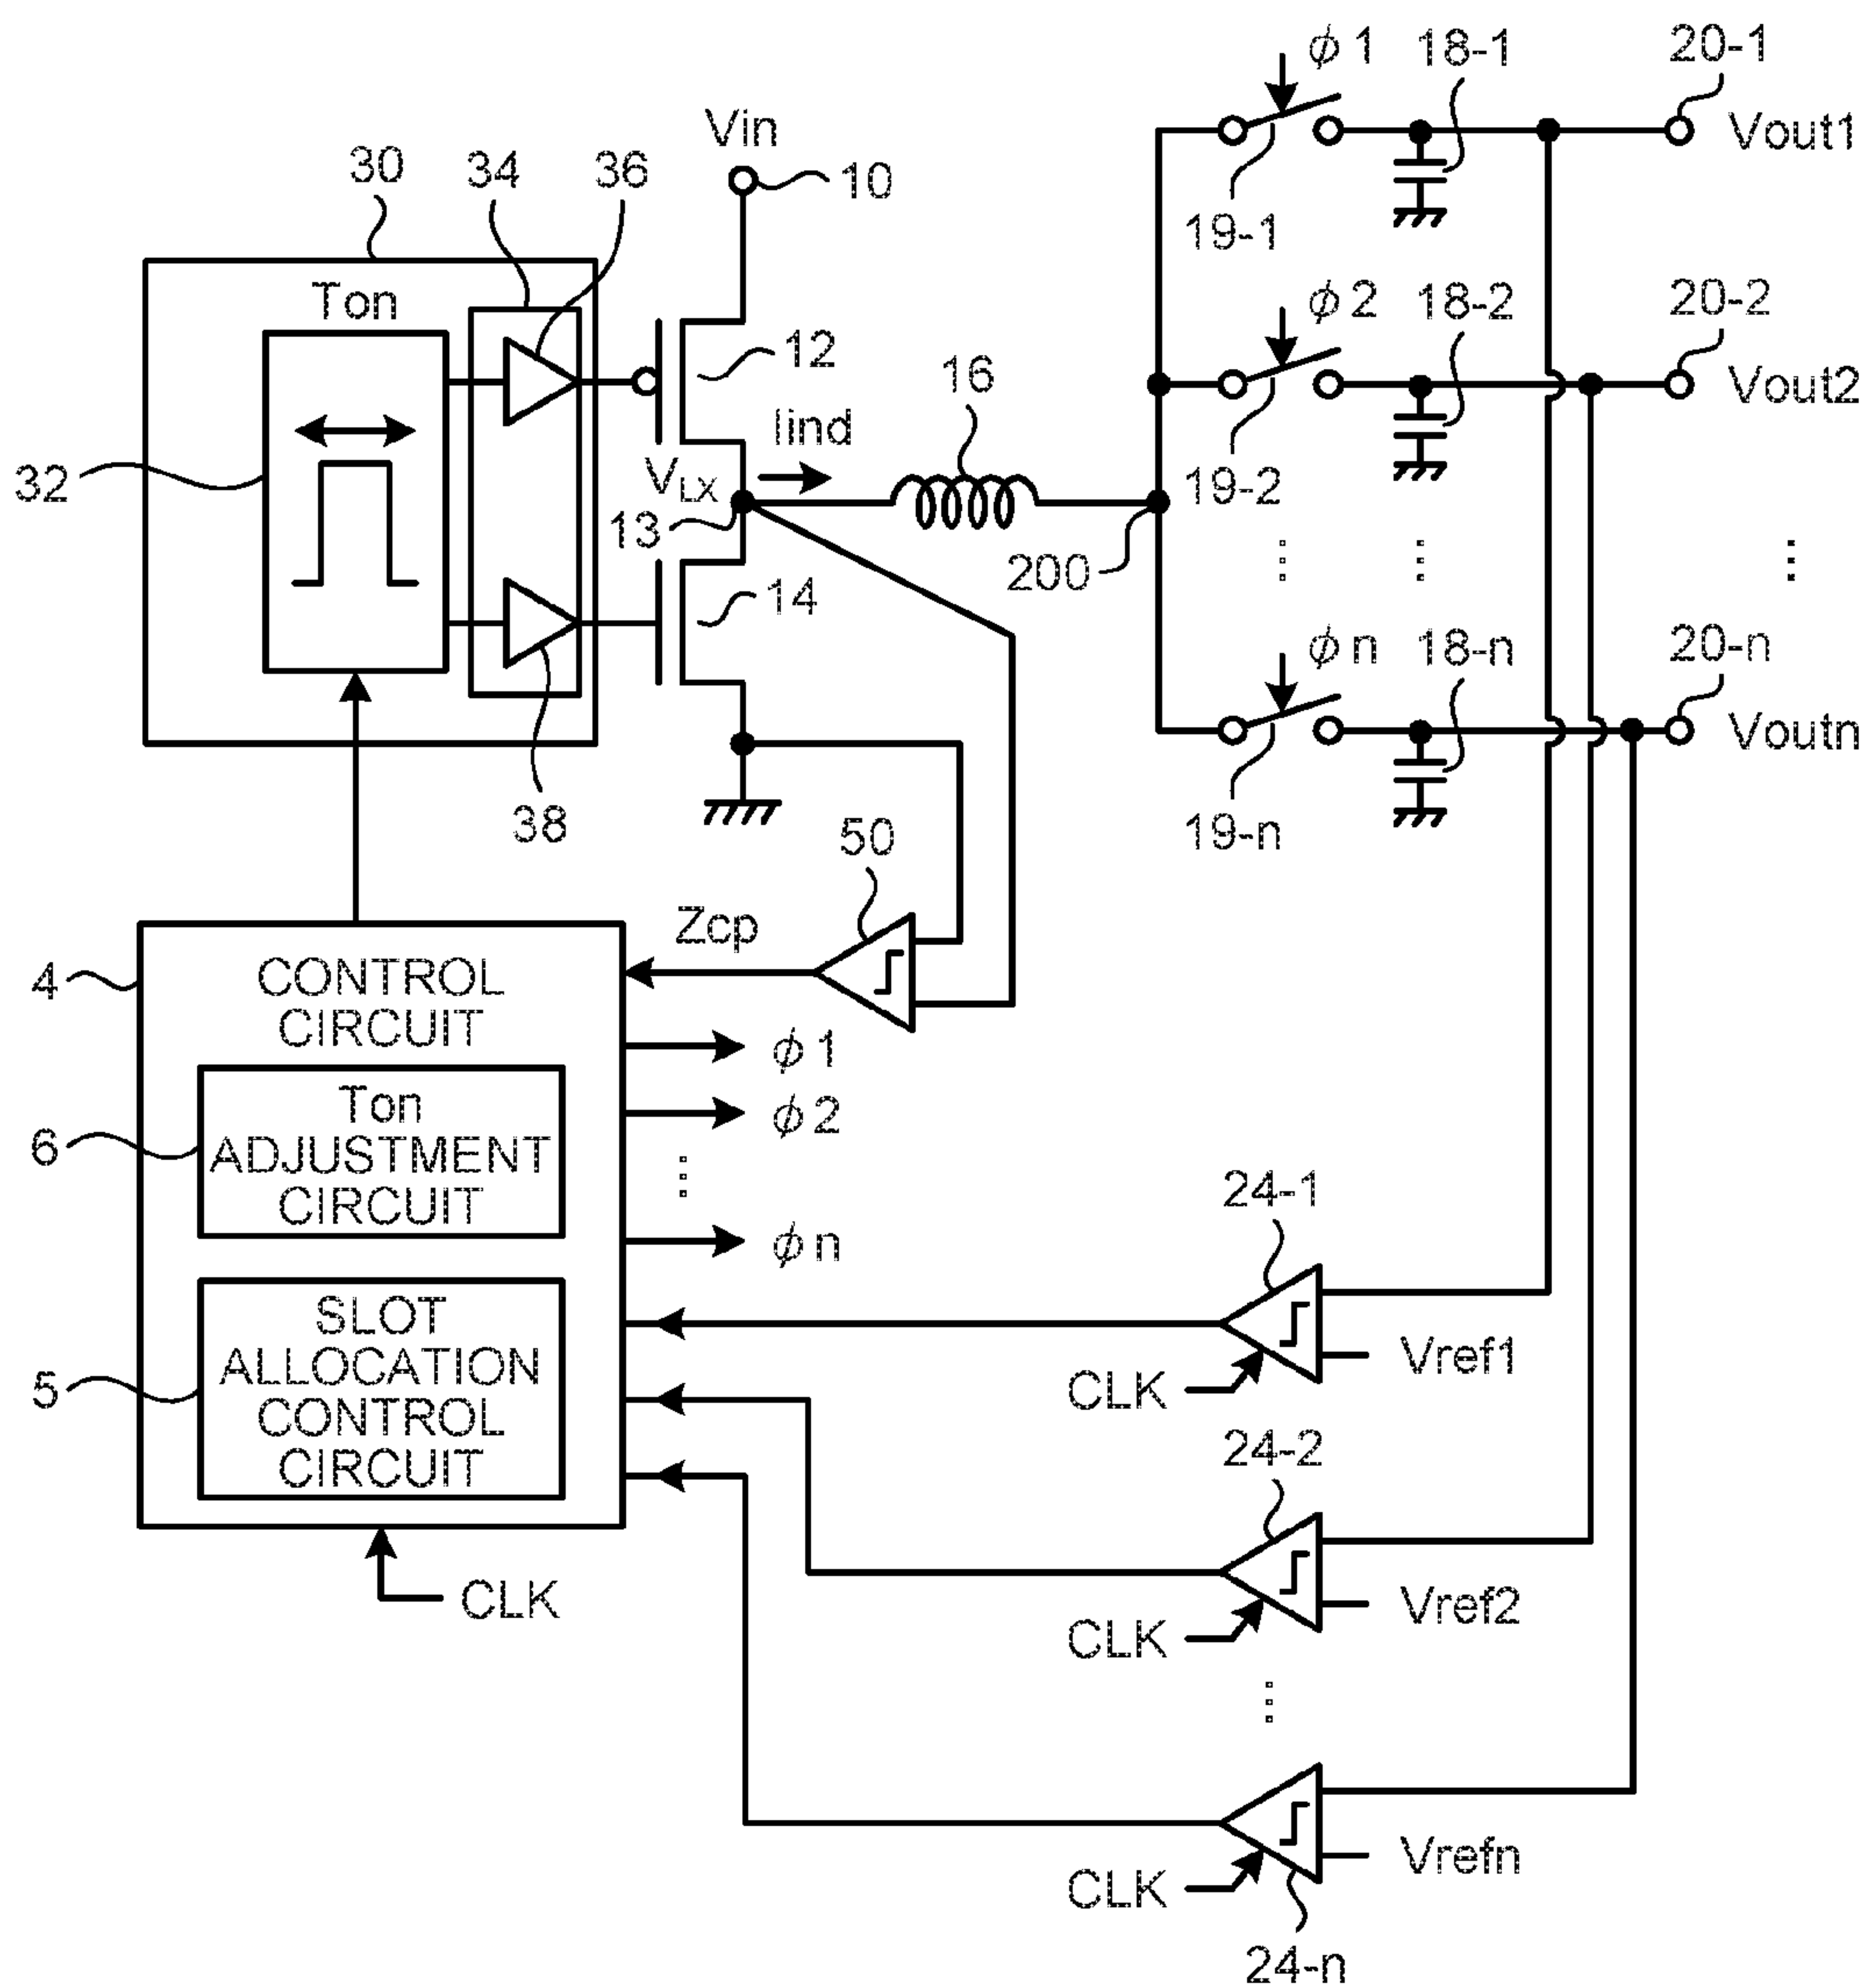 ϕ1
18-1
20-1
Vin
10
Vout1
30
34
36
19-1
Ton
ϕ2
18-2
20-2
12
16
Vout2
Iind
32
VLX
19-2
13
200
14
ϕn
18-n
20-n
Voutn
38
50
19-n
Zcp
4
CONTROL
CIRCUIT
ϕ1
6
Ton
ADJUSTMENT
CIRCUIT
ϕ2
ϕn
24-1
5
SLOT
ALLOCATION
CONTROL
CIRCUIT
Vref1
CLK
24-2
CLK
Vref2
CLK
Vrefn
CLK
24-n